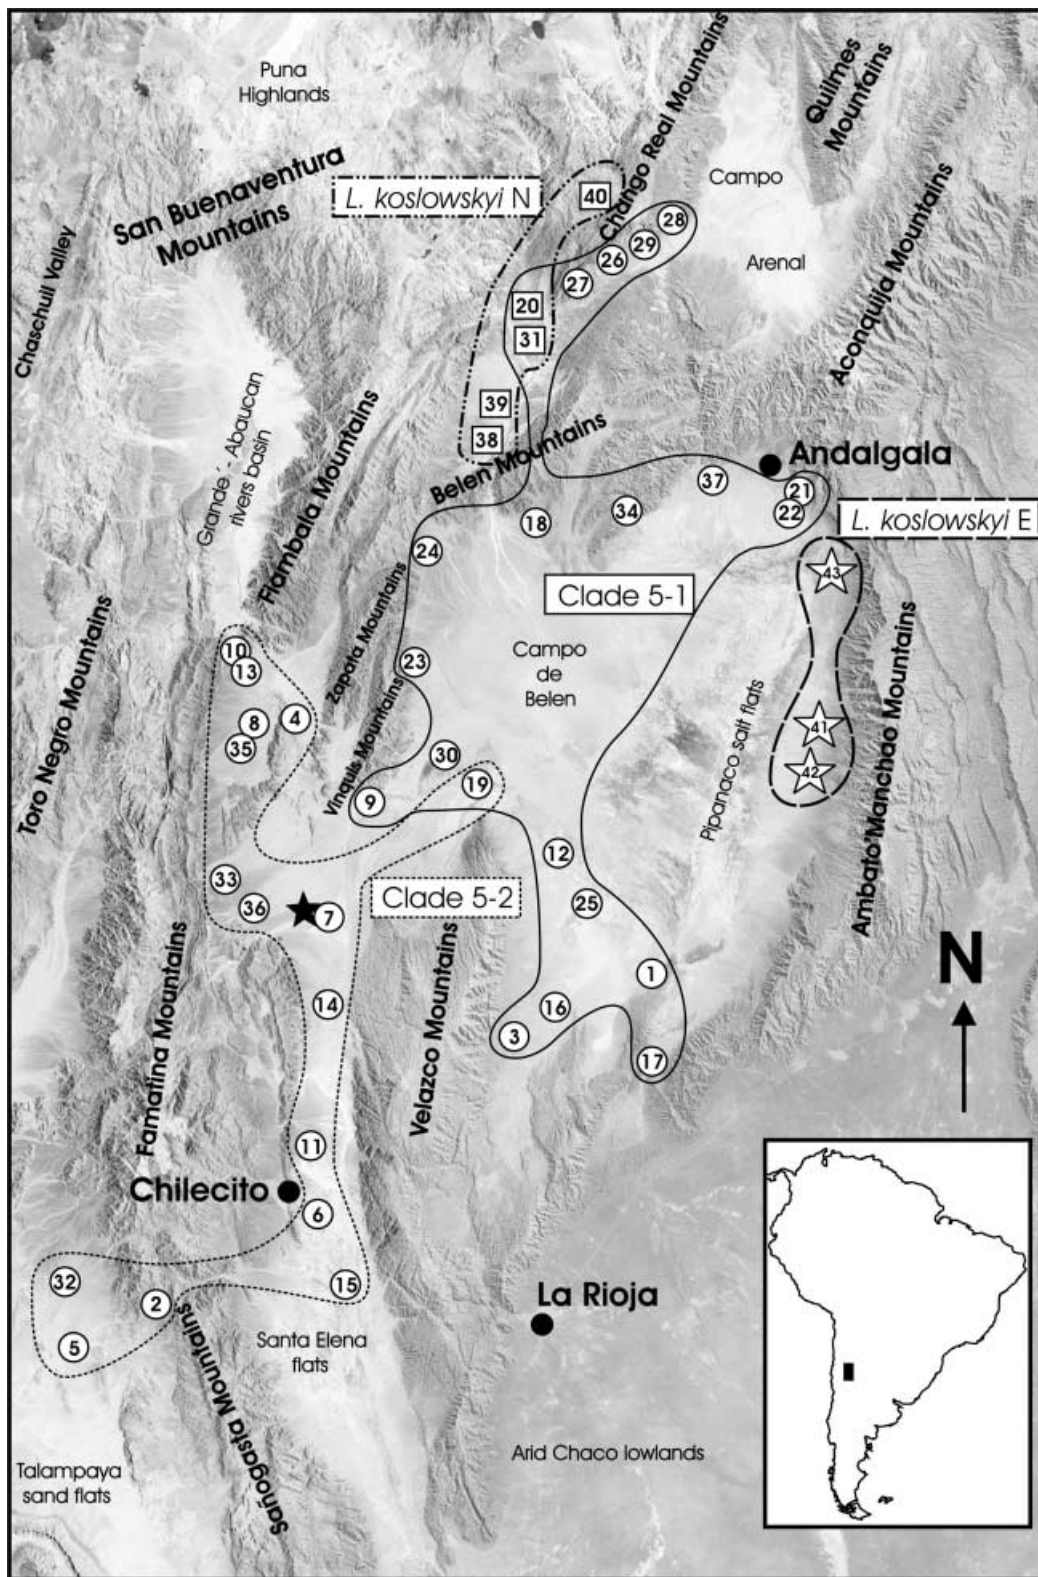 Puna
Highlands
San Buenaventura
Mountains
L. koslowskyi N
Chango Real Mountains
Quilmes
Mountains
Campo
Arenal
Aconquija Mountains
Chaschuil Valley
Grande - Abaucan
rivers basin
Fiambala Mountains
Belen Mountains
Andalgala
L. koslowskyi E
Clade 5-1
Zapata Mountains
Campo
de
Belen
Toro Negro Mountains
Vinquis Mountains
Pipanaco salt flats
Ambato Manchao Mountains
Clade 5-2
Famatina Mountains
Velazco Mountains
N
Chilecito
La Rioja
Santa Elena
flats
Sañogasta Mountains
Arid Chaco lowlands
Talampaya
sand flats
40
28
29
26
27
20
31
39
38
37
21
22
34
18
24
43
10
13
23
8
4
35
41
30
42
19
9
12
33
36
7
25
1
14
16
3
17
11
6
32
2
15
5